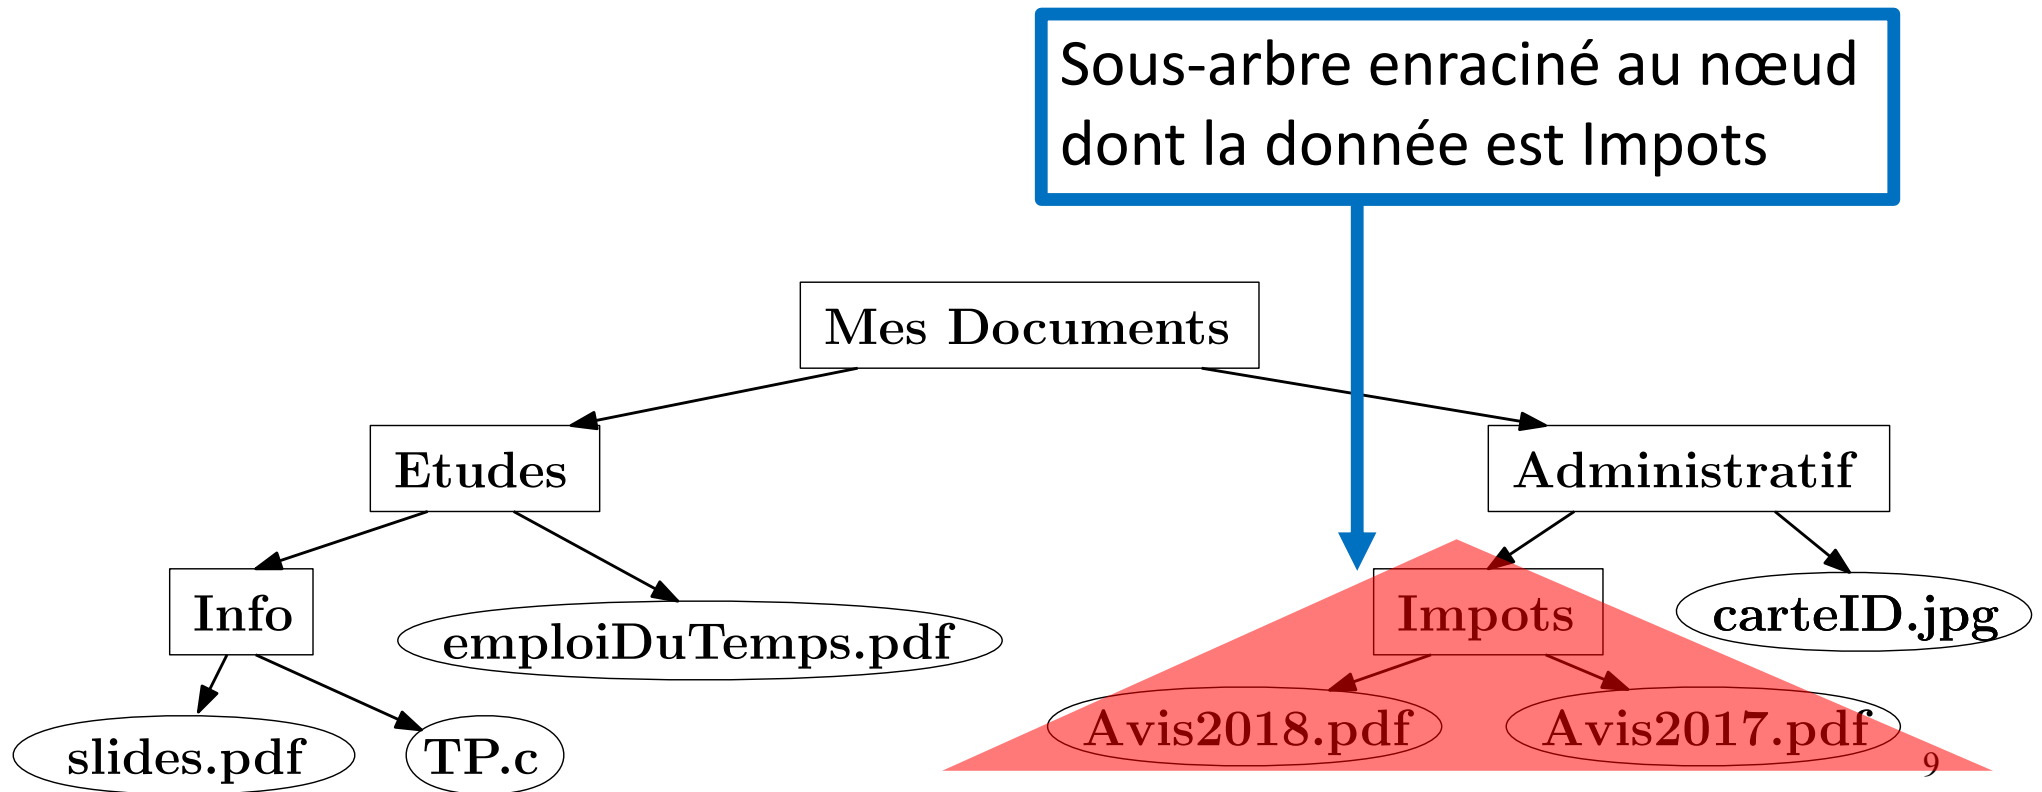 Sous-arbre enraciné au nœud
dont la donnée est Impots
Mes Documents
Etudes
Administratif
Info
emploiDuTemps.pdf
Impots
carteID.jpg
slides.pdf
TP.c
Avis2018.pdf
Avis2017.pdf
9